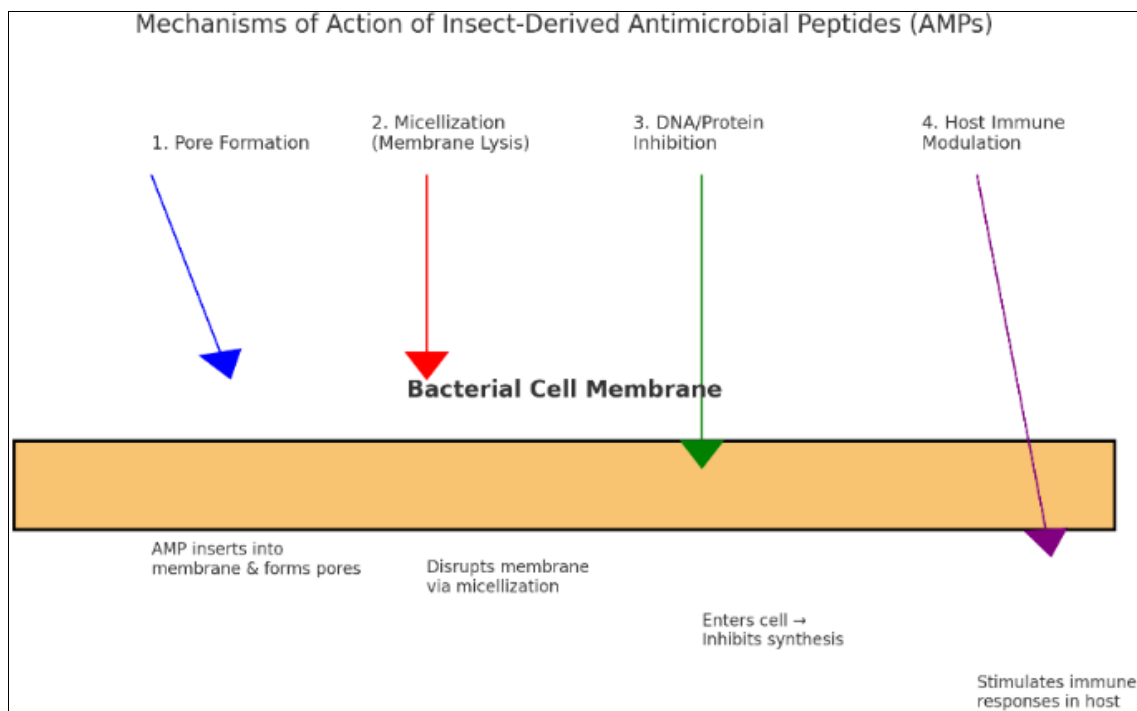 Mechanisms of Action of Insect-Derived Antimicrobial Peptides (AMPs)
1. Pore Formation
2. Micellization
(Membrane Lysis)
3. DNA/Protein
Inhibition
4. Host Immune
Modulation
Bacterial Cell Membrane
AMP inserts into
membrane & forms pores
Disrupts membrane
via micellization
Enters cell →
Inhibits synthesis
Stimulates immune
responses in host